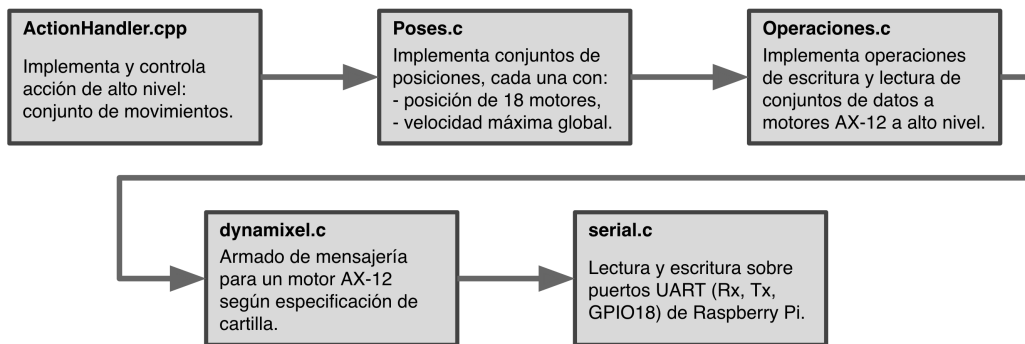 ActionHandler.cpp
Implementa y controla
acción de alto nivel:
conjunto de movimientos.
Poses.c
Implementa conjuntos de
posiciones, cada una con:
- posición de 18 motores,
- velocidad máxima global.
Operaciones.c
Implementa operaciones
de escritura y lectura de
conjuntos de datos a
motores AX-12 a alto nivel.
dynamixel.c
Armado de mensajería
para un motor AX-12
según especificación de
cartilla.
serial.c
Lectura y escritura sobre
puertos UART (Rx, Tx,
GPIO18) de Raspberry Pi.